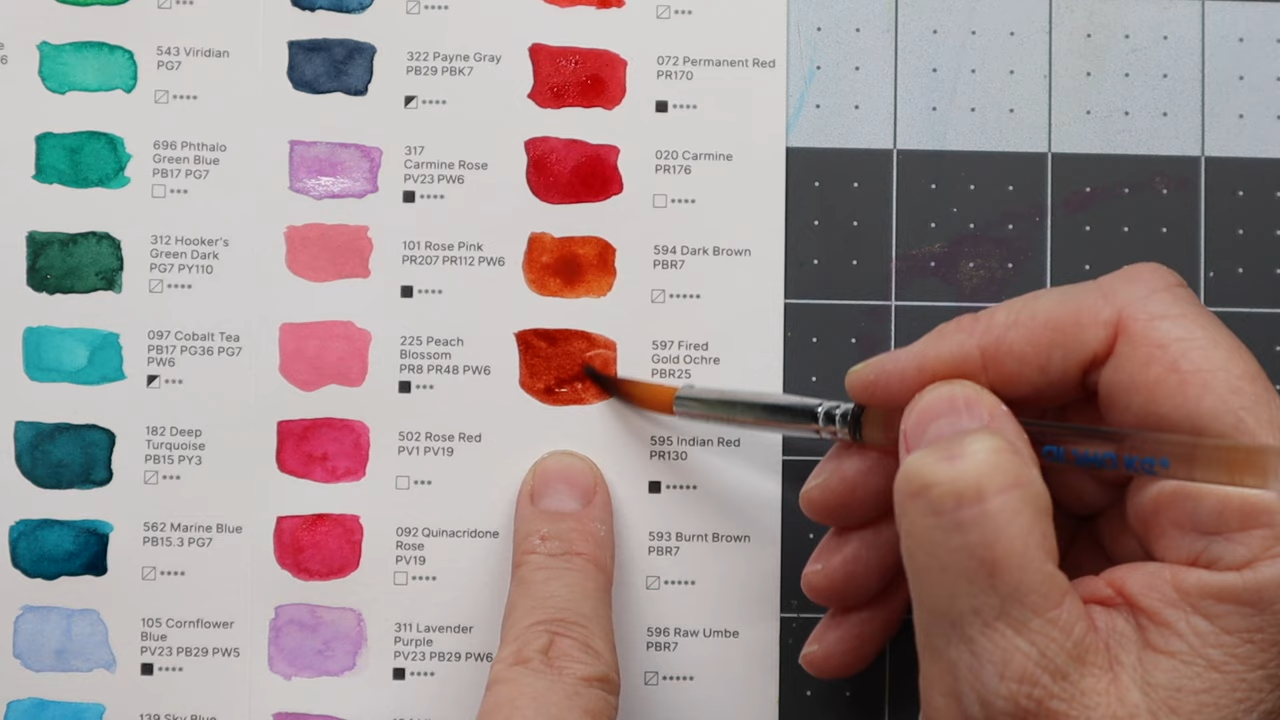 543 Viridian
PG7
696 Phthalo
Green Blue
PB17 PG7
312 Hooker's
Green Dark
PG7 PY110
097 Cobalt Tea
PB17 PG36 PG7
PW6
182 Deep
Turquoise
PB15 PY3
562 Marine Blue
PB15.3 PG7
105 Cornflower
Blue
PV23 PB29 PW5
139 Sky Blue
322 Payne Gray
PB29 PBK7
317
Carmine Rose
PV23 PW6
101 Rose Pink
PR207 PR112 PW6
225 Peach
Blossom
PR8 PR48 PW6
502 Rose Red
PV1 PV19
092 Quinacridone
Rose
PV19
311 Lavender
Purple
PV23 PB29 PW6
072 Permanent Red
PR170
020 Carmine
PR176
594 Dark Brown
PBR7
597 Fired
Gold Ochre
PBR25
595 Indian Red
PR130
593 Burnt Brown
PBR7
596 Raw Umbe
PBR7